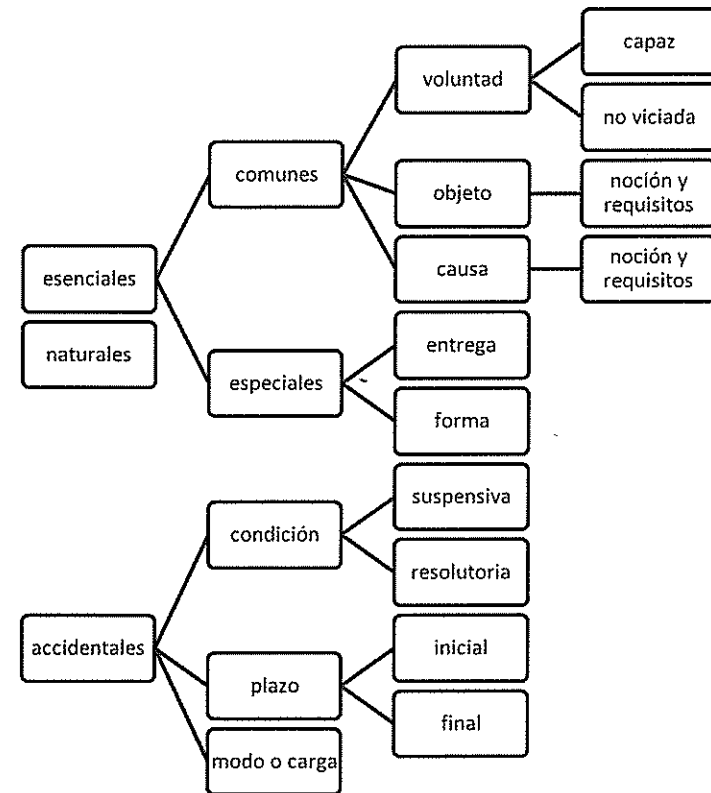 capaz
voluntad
no viciada
comunes
objeto
noción y
requisitos
causa
noción y
requisitos
esenciales
naturales
entrega
especiales
forma
suspensiva
condición
resolutoria
accidentales
inicial
plazo
final
modo o carga